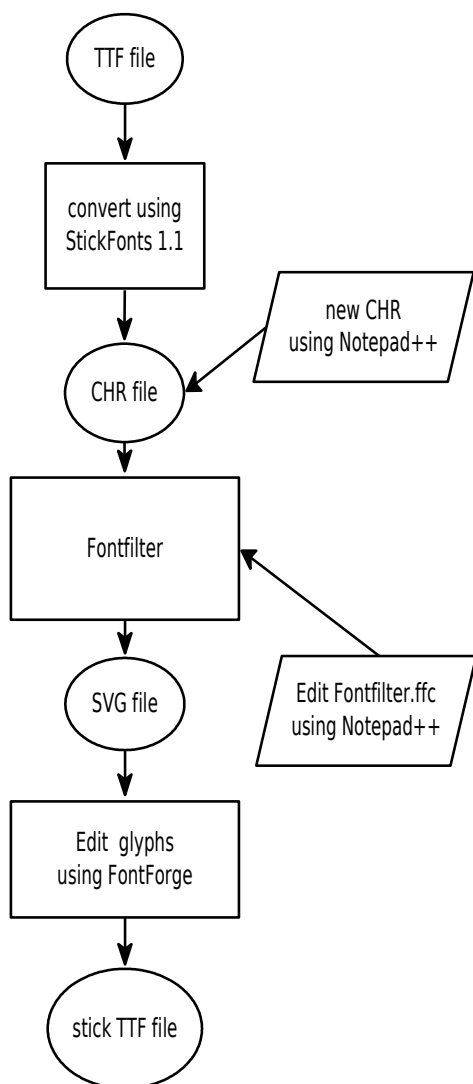 TTF file
convert using
StickFonts 1.1
new CHR
using Notepad++
CHR file
Fontfilter
Edit Fontfilter.ffc
using Notepad++
SVG file
Edit glyphs
using FontForge
stick TTF file